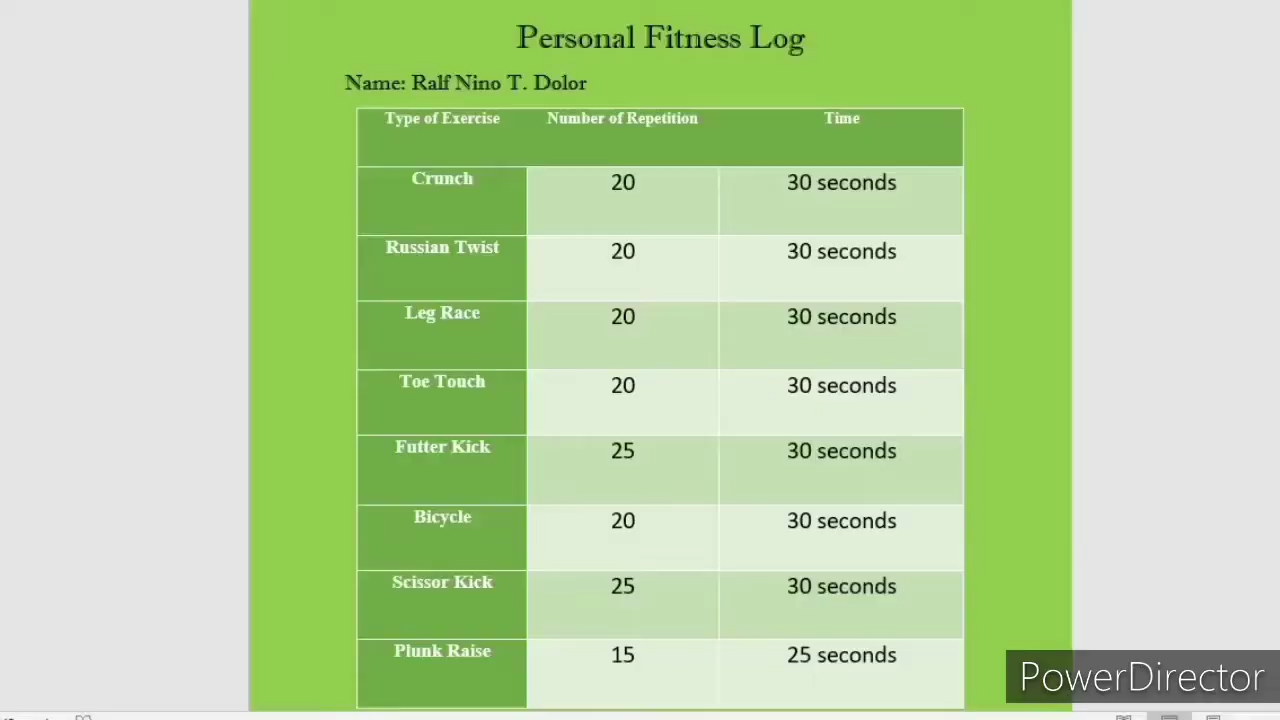 Personal Fitness Log
Name: Ralf Nino T. Dolor
Type of Exercise Number of Repetition Time
Crunch 20 30 seconds
Russian Twist 20 30 seconds
Leg Race 20 30 seconds
Toe Touch 20 30 seconds
Futter Kick 25 30 seconds
Bicycle 20 30 seconds
Scissor Kick 25 30 seconds
Plunk Raise 15 25 seconds
PowerDirector